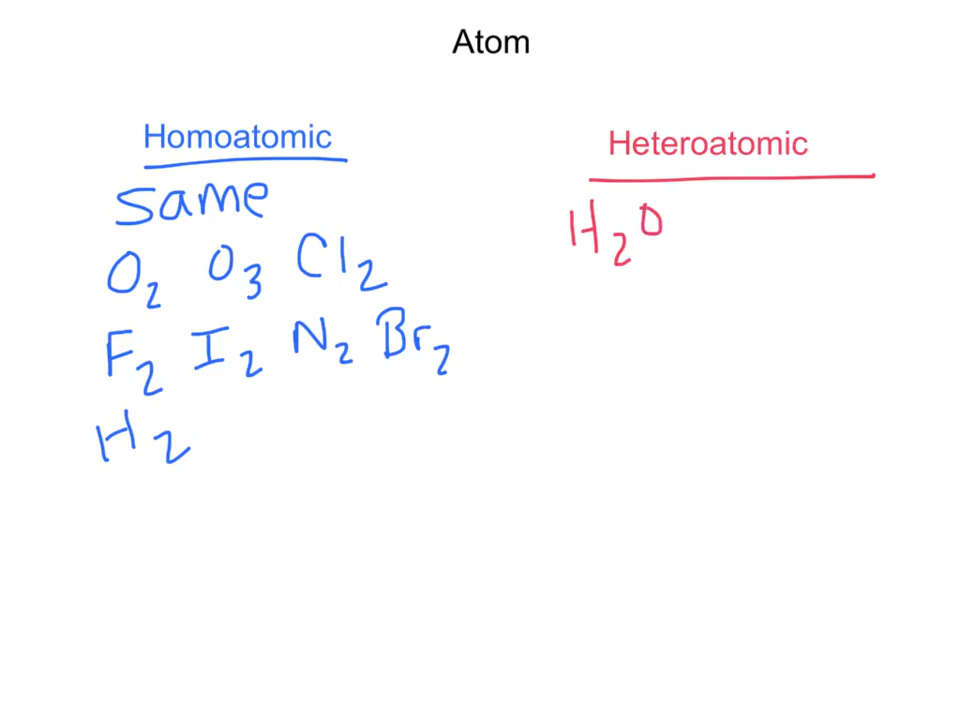 Atom
Homoatomic
same
O2 O3 Cl2
F2 I2 N2 Br2
H2
Heteroatomic
H2O